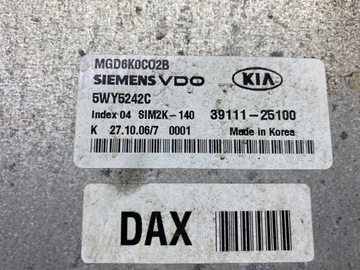 MGD6K0C02B
SIEMENS VDO KIA
5WY5242C
Index 04 SIM2K-140 39111-25100
K 27.10.06/7 0001 Made in Korea
DAX